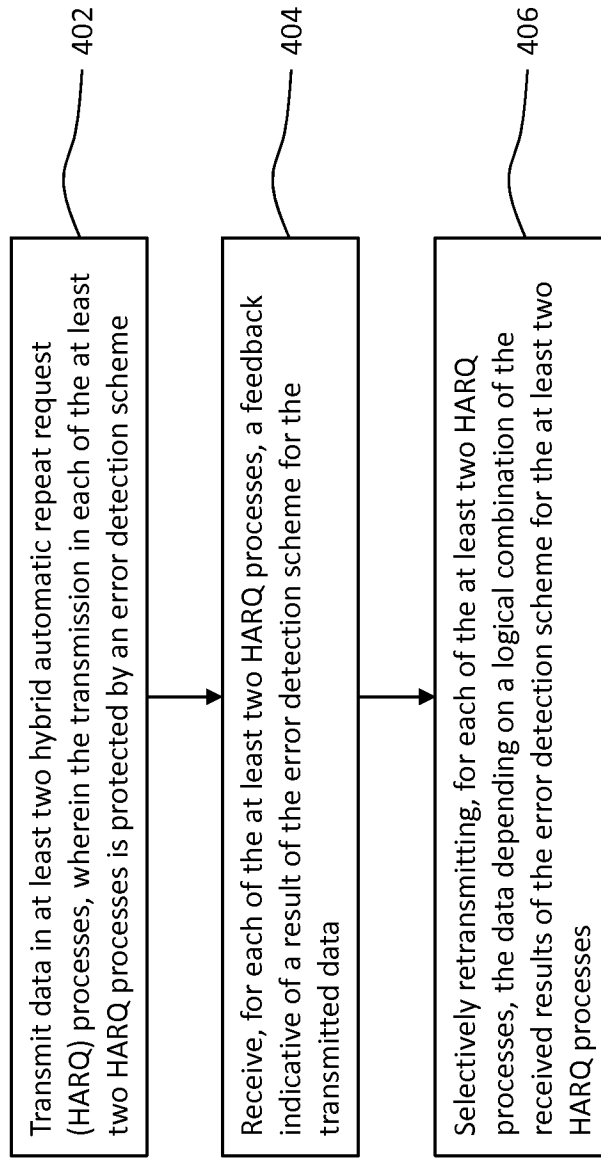 Transmit data in at least two hybrid automatic repeat request
(HARQ) processes, wherein the transmission in each of the at least
two HARQ processes is protected by an error detection scheme
402
Receive, for each of the at least two HARQ processes, a feedback
indicative of a result of the error detection scheme for the
transmitted data
404
Selectively retransmitting, for each of the at least two HARQ
processes, the data depending on a logical combination of the
received results of the error detection scheme for the at least two
HARQ processes
406